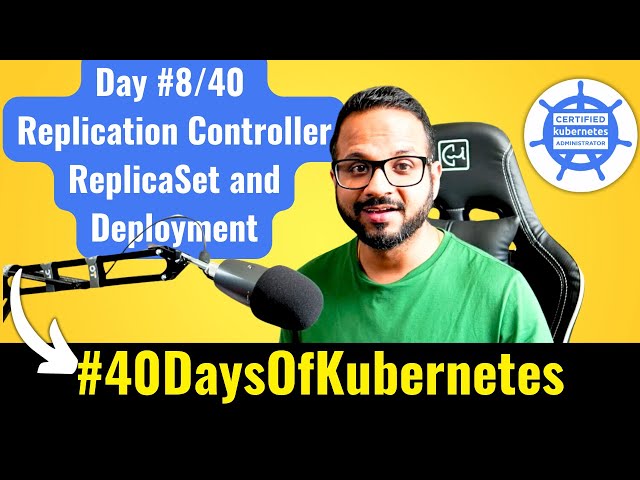 Day #8/40
Replication Controller
ReplicaSet and
Deployment
CERTIFIED
kubernetes
ADMINISTRATOR
#40DaysOfKubernetes